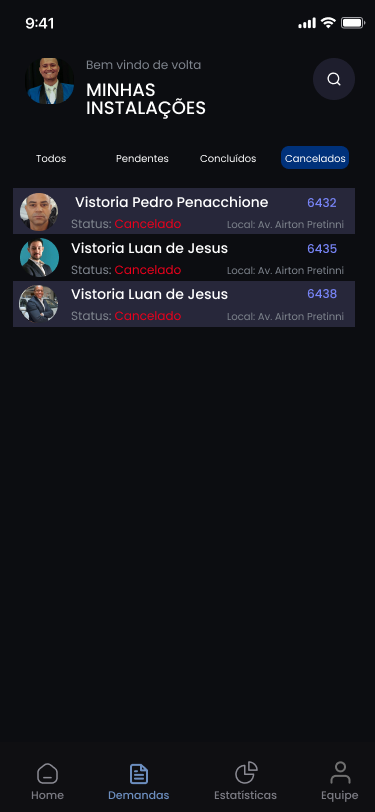 9:41
Bem vindo de volta
MINHAS
INSTALAÇÕES
Todos Pendentes Concluídos Cancelados
Vistoria Pedro Penacchione 6432
Status: Cancelado Local: Av. Airton Pretinni
Vistoria Luan de Jesus 6435
Status: Cancelado Local: Av. Airton Pretinni
Vistoria Luan de Jesus 6438
Status: Cancelado Local: Av. Airton Pretinni
Home Demandas Estatísticas Equipe